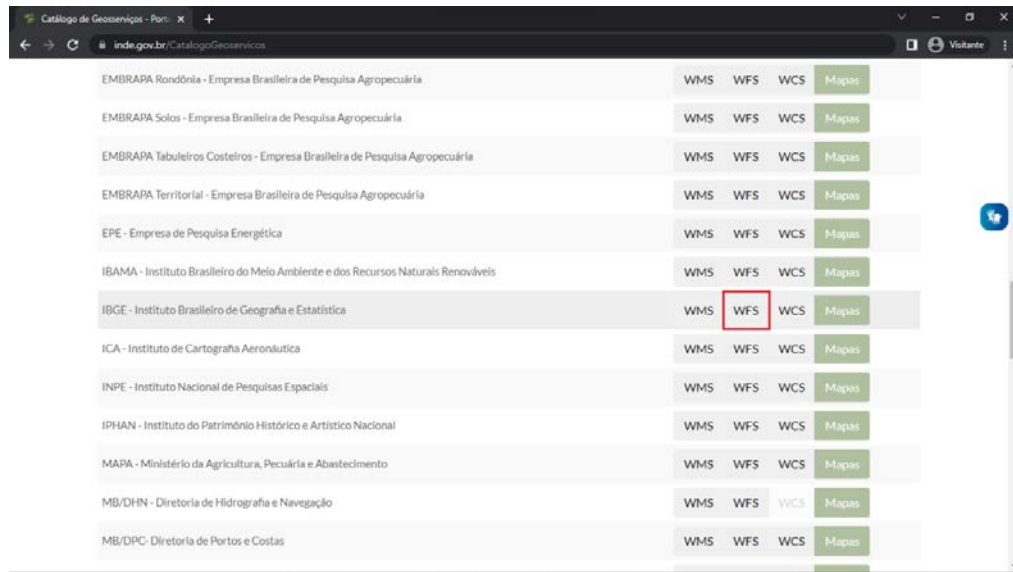 Catálogo de Geosserviços - Port
inde.gov.br/CatalogoGeoservicos
Visitante
EMBRAPA Rondônia - Empresa Brasileira de Pesquisa Agropecuária WMS WFS WCS Mapas
EMBRAPA Solos - Empresa Brasileira de Pesquisa Agropecuária WMS WFS WCS Mapas
EMBRAPA Tabuleiros Costeiros - Empresa Brasileira de Pesquisa Agropecuária WMS WFS WCS Mapas
EMBRAPA Territorial - Empresa Brasileira de Pesquisa Agropecuária WMS WFS WCS Mapas
EPE - Empresa de Pesquisa Energética WMS WFS WCS Mapas
IBAMA - Instituto Brasileiro do Meio Ambiente e dos Recursos Naturais Renováveis WMS WFS WCS Mapas
IBGE - Instituto Brasileiro de Geografia e Estatística WMS WFS WCS Mapas
ICA - Instituto de Cartografia Aeronáutica WMS WFS WCS Mapas
INPE - Instituto Nacional de Pesquisas Espaciais WMS WFS WCS Mapas
IPHAN - Instituto do Patrimônio Histórico e Artístico Nacional WMS WFS WCS Mapas
MAPA - Ministério da Agricultura, Pecuária e Abastecimento WMS WFS WCS Mapas
MB/DHN - Diretoria de Hidrografia e Navegação WMS WFS WCS Mapas
MB/DPC- Diretoria de Portos e Costas WMS WFS WCS Mapas